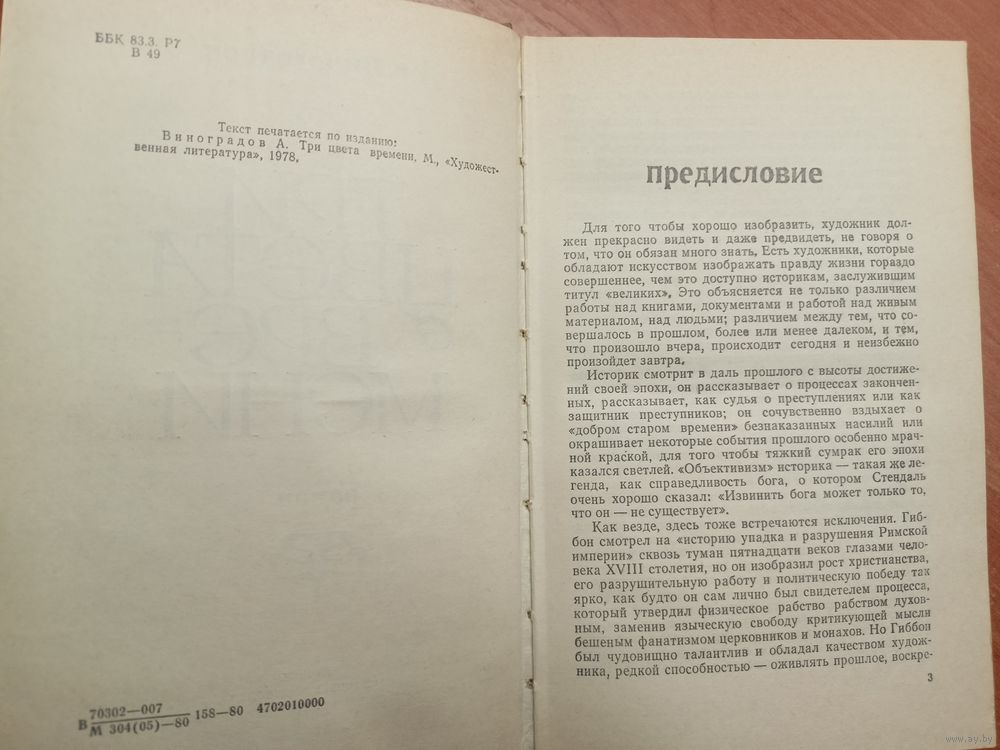 ББК 83.3. Р7
В 49
Текст печатается по изданию:
Виноградов А. Три цвета времени. М., «Художест-
венная литература», 1978.
В 70302—007 158—80 4702010000
М 304(05)—80
предисловие
Для того чтобы хорошо изобразить, художник дол-
жен прекрасно видеть и даже предвидеть, не говоря о
том, что он обязан много знать. Есть художники, которые
обладают искусством изображать правду жизни гораздо
совершеннее, чем это доступно историкам, заслужившим
титул «великих». Это объясняется не только различием
работы над книгами, документами и работой над живым
материалом, над людьми; различием между тем, что со-
вершалось в прошлом, более или менее далеком, и тем,
что произошло вчера, происходит сегодня и неизбежно
произойдет завтра.
Историк смотрит в даль прошлого с высоты достиже-
ний своей эпохи, он рассказывает о процессах закончен-
ных, рассказывает, как судья о преступлениях или как
защитник преступников; он сочувственно вздыхает о
«добром старом времени» безнаказанных насилий или
окрашивает некоторые события прошлого особенно мрач-
ной краской, для того чтобы тяжкий сумрак его эпохи
казался светлей. «Объективизм» историка — такая же ле-
генда, как справедливость бога, о котором Стендаль
очень хорошо сказал: «Извинить бога может только то,
что он — не существует».
Как везде, здесь тоже встречаются исключения. Гиб-
бон смотрел на «историю упадка и разрушения Римской
империи» сквозь туман пятнадцати веков глазами чело-
века XVIII столетия, но он изобразил рост христианства,
его разрушительную работу и политическую победу так
ярко, как будто он сам лично был свидетелем процесса,
который утвердил физическое рабство рабством духов-
ным, заменив языческую свободу критикующей мысли
бешеным фанатизмом церковников и монахов. Но Гиббон
был чудовищно талантлив и обладал качеством худож-
ника, редкой способностью — оживлять прошлое, воскре-
3
www.ay.by